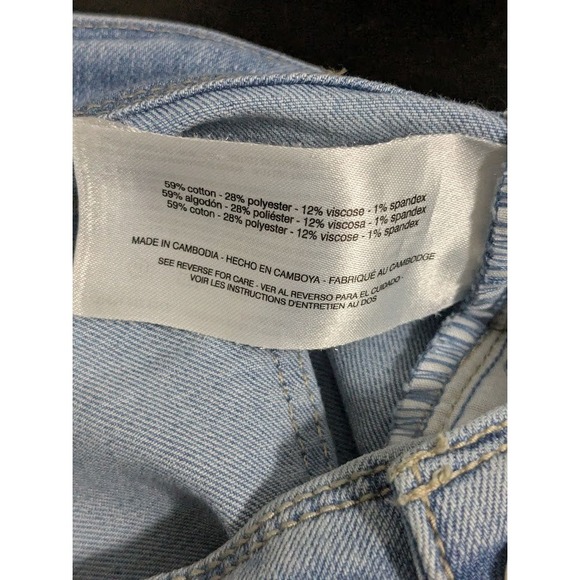 59% cotton - 28% polyester - 12% viscose - 1% spandex
59% algodón - 28% poliéster - 12% viscosa - 1% spandex
59% coton - 28% polyester - 12% viscose - 1% spandex
MADE IN CAMBODIA - HECHO EN CAMBOYA - FABRIQUÉ AU CAMBODGE
SEE REVERSE FOR CARE - VER AL REVERSO PARA EL CUIDADO -
VOIR LES INSTRUCTIONS D'ENTRETIEN AU DOS